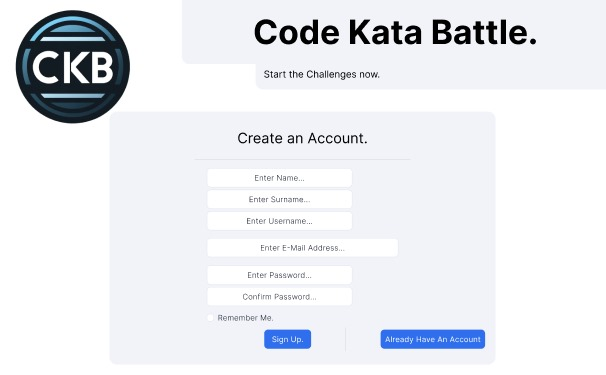 CKB
Code Kata Battle.
Start the Challenges now.
Create an Account.
Enter Name...
Enter Surname...
Enter Username...
Enter E-Mail Address...
Enter Password...
Confirm Password...
Remember Me.
Sign Up.
Already Have An Account